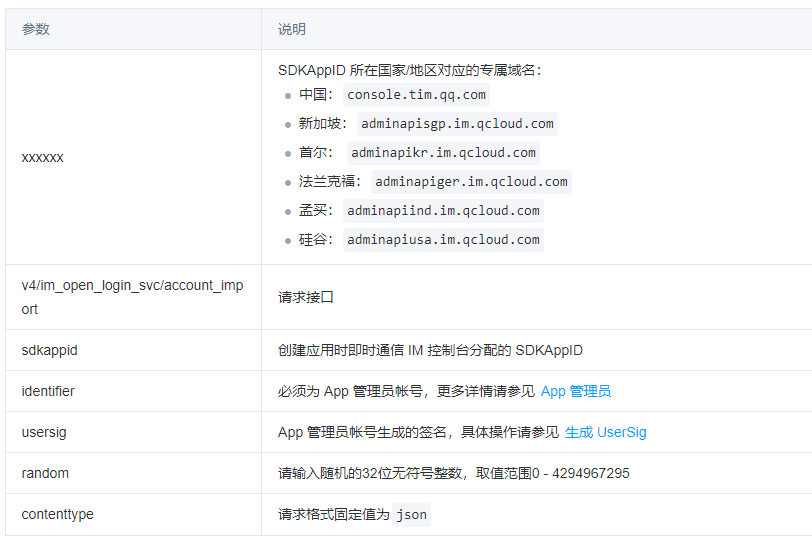 参数 说明
xxxxxx
SDKAppID 所在国家/地区对应的专属域名：
中国： console.tim.qq.com
新加坡： adminapisgp.im.qcloud.com
首尔： adminapikr.im.qcloud.com
法兰克福： adminapiger.im.qcloud.com
孟买： adminapiind.im.qcloud.com
硅谷： adminapiusa.im.qcloud.com
v4/im_open_login_svc/account_imp
ort
请求接口
sdkappid 创建应用时即时通信 IM 控制台分配的 SDKAppID
identifier 必须为 App 管理员帐号，更多详情请参见 App 管理员
usersig App 管理员帐号生成的签名，具体操作请参见 生成 UserSig
random 请输入随机的32位无符号整数，取值范围0 - 4294967295
contenttype 请求格式固定值为 json